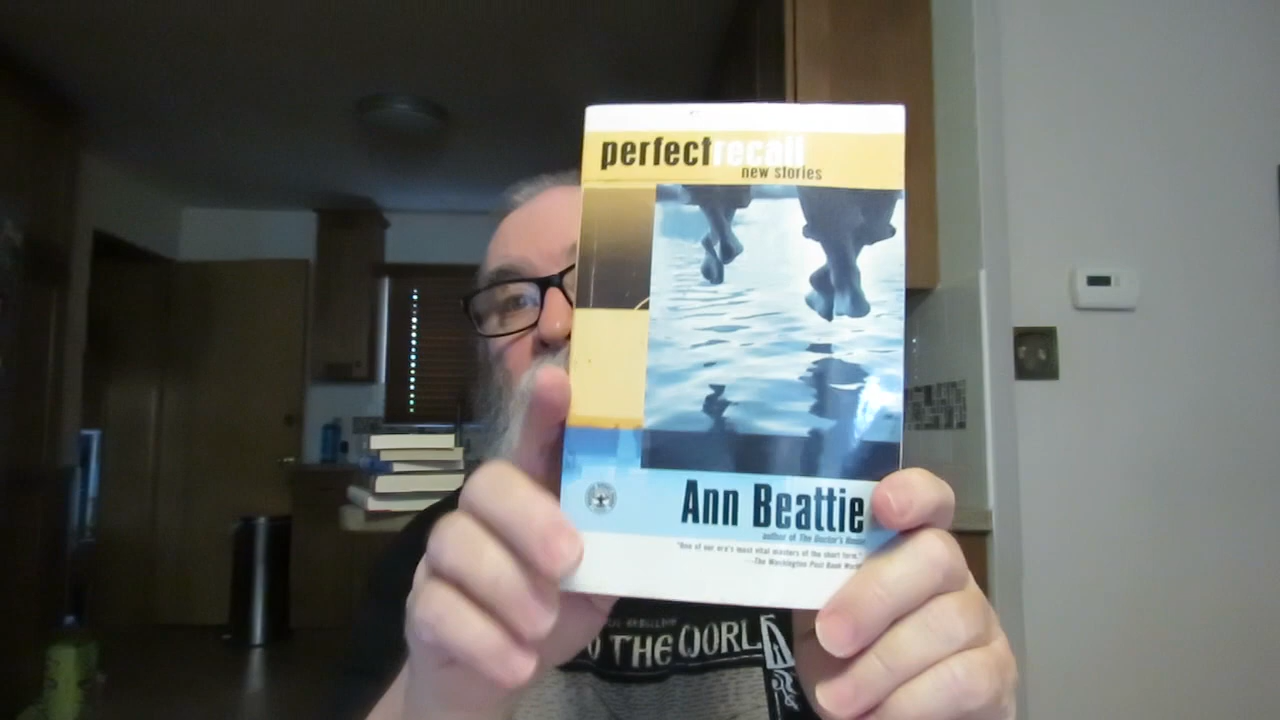 perfectrecall
new stories
Ann Beattie
author of The Doctor's House
"One of our era's most vital masters of the short form."
—The Washington Post Book World
O THE WORL